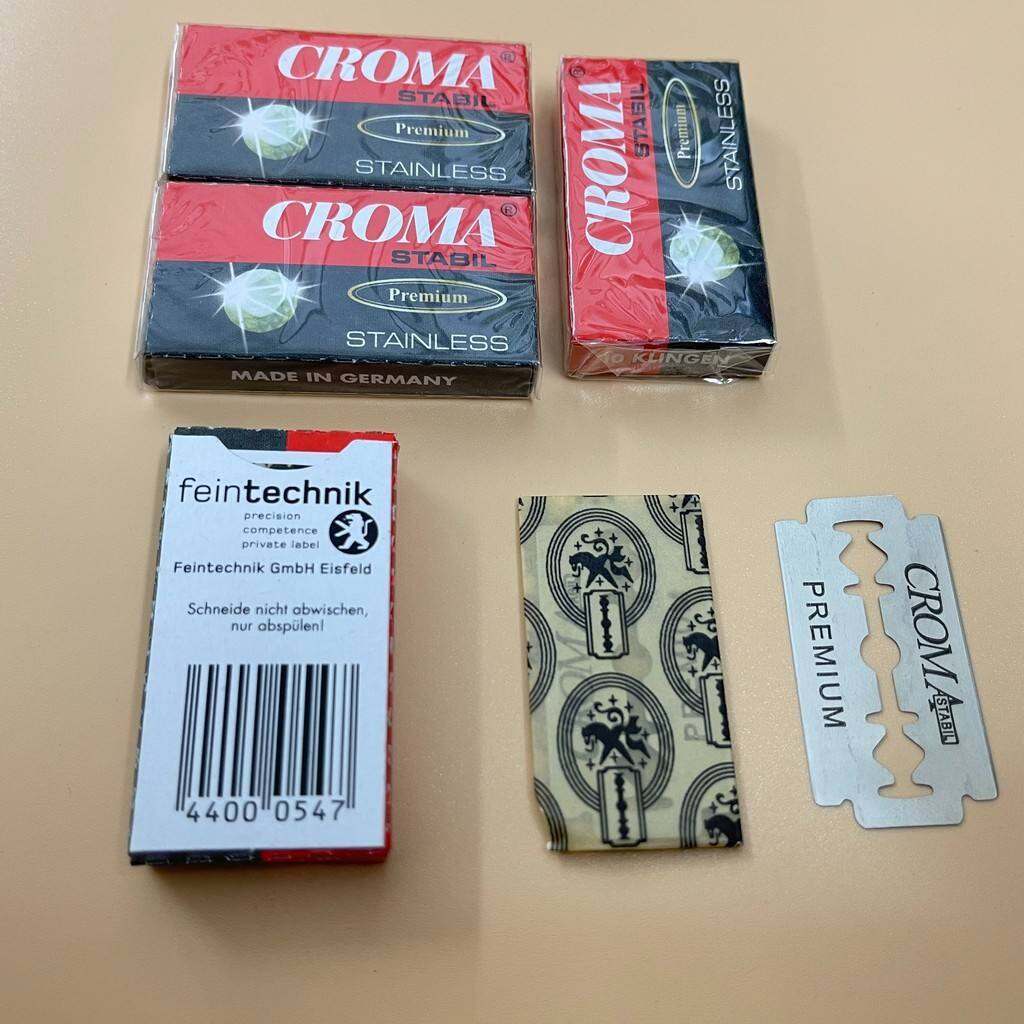 CROMA®
STABIL
Premium
STAINLESS
CROMA®
STABIL
Premium
STAINLESS
MADE IN GERMANY
CROMA®
STABIL
Premium
STAINLESS
10 KLINGEN
feintechnik
precision
competence
private label
Feintechnik GmbH Eisfeld
Schneide nicht abwischen,
nur abspülen!
4400 0547
CROMA
STABIL
PREMIUM